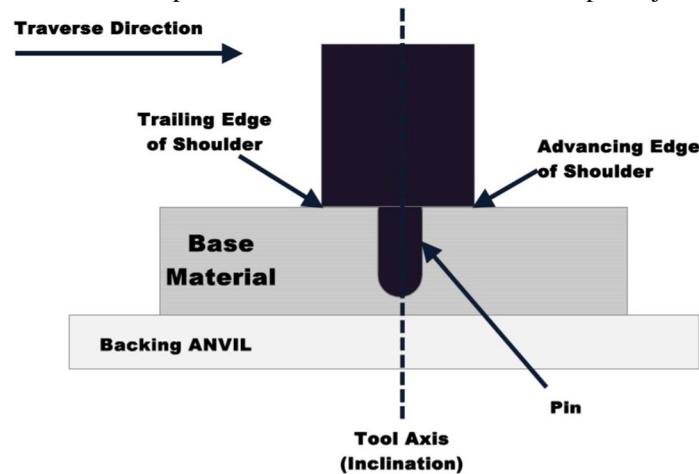 Traverse Direction
Trailing Edge
of Shoulder
Advancing Edge
of Shoulder
Base
Material
Backing ANVIL
Pin
Tool Axis
(Inclination)